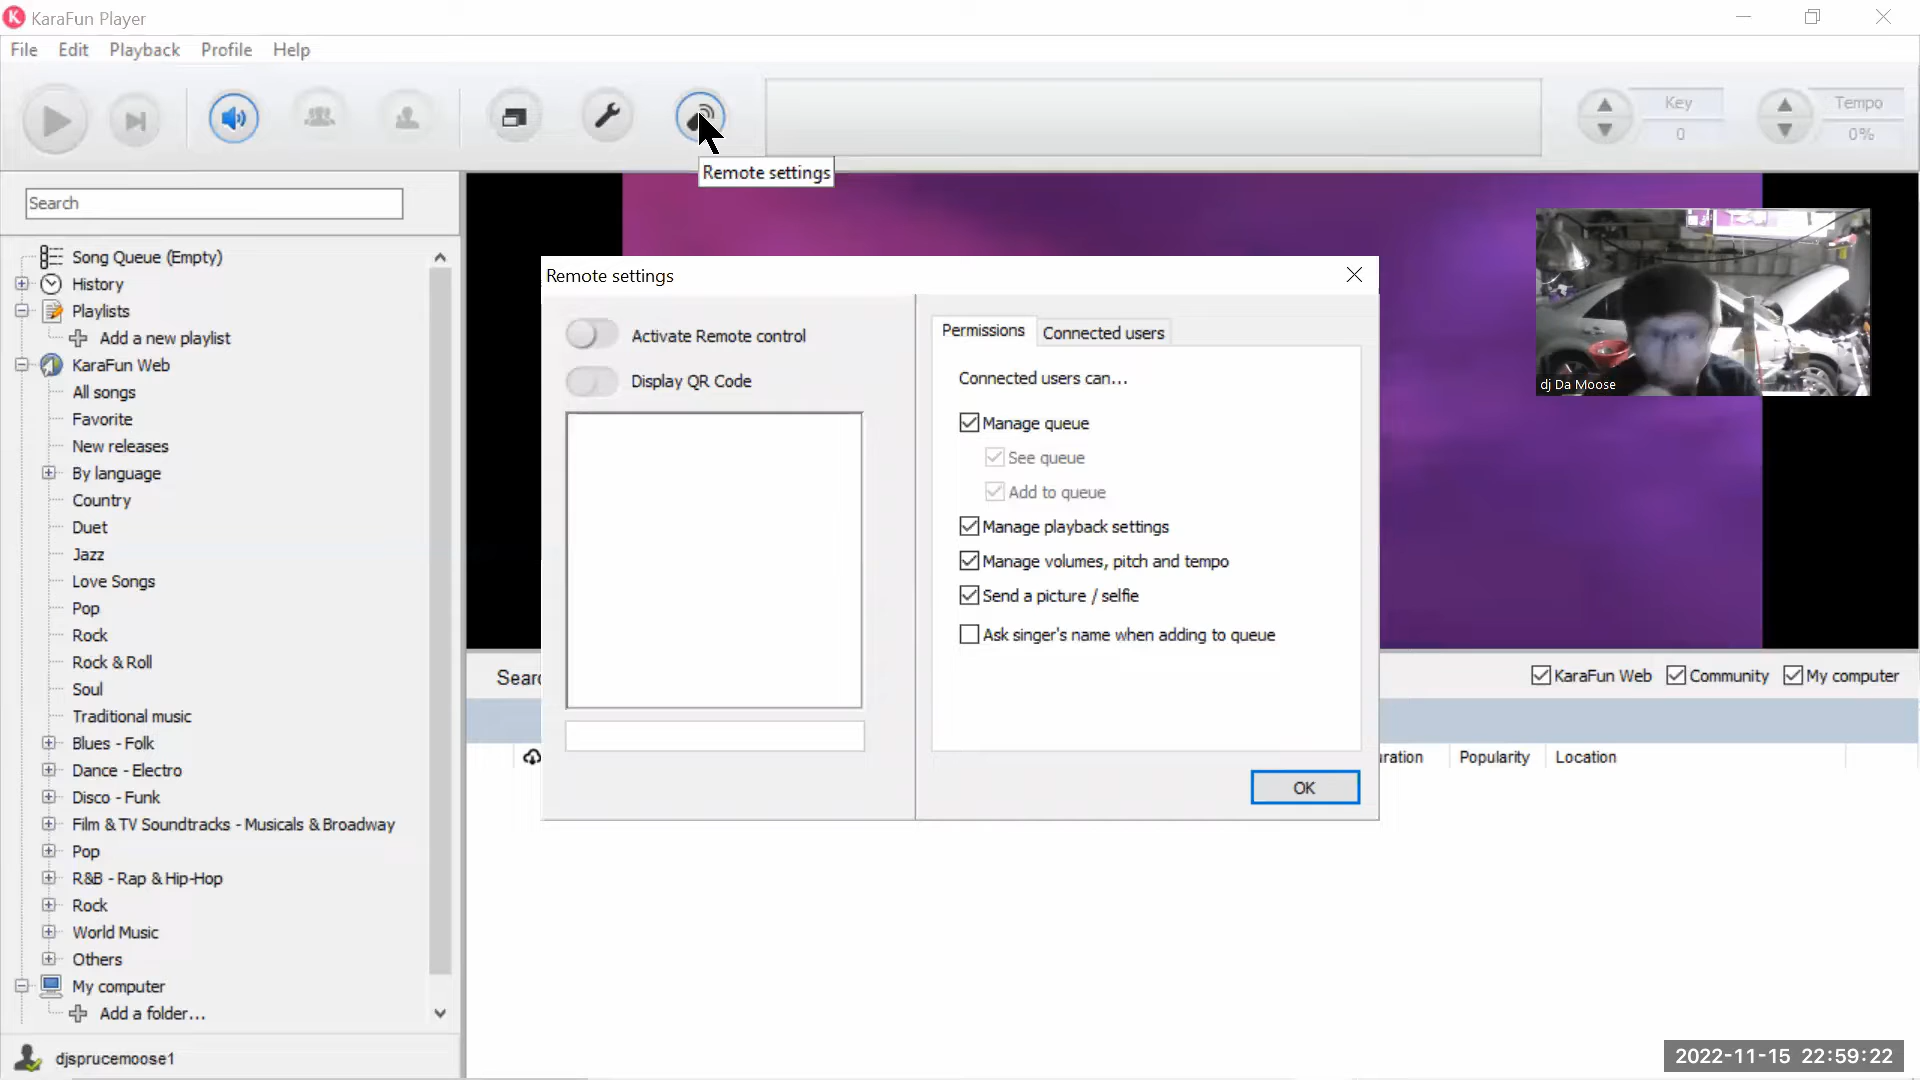 KaraFun Player
File Edit Playback Profile Help
Key
0
Tempo
0%
Remote settings
Search
Song Queue (Empty)
History
Playlists
Add a new playlist
KaraFun Web
All songs
Favorite
New releases
By language
Country
Duet
Jazz
Love Songs
Pop
Rock
Rock & Roll
Soul
Traditional music
Blues - Folk
Dance - Electro
Disco - Funk
Film & TV Soundtracks - Musicals & Broadway
Pop
R&B - Rap & Hip-Hop
Rock
World Music
Others
My computer
Add a folder...
djsprucemoose1
Remote settings
Activate Remote control
Display QR Code
Permissions Connected users
Connected users can...
Manage queue
See queue
Add to queue
Manage playback settings
Manage volumes, pitch and tempo
Send a picture / selfie
Ask singer's name when adding to queue
OK
dj Da Moose
Searc
KaraFun Web Community My computer
uration Popularity Location
2022-11-15 22:59:22